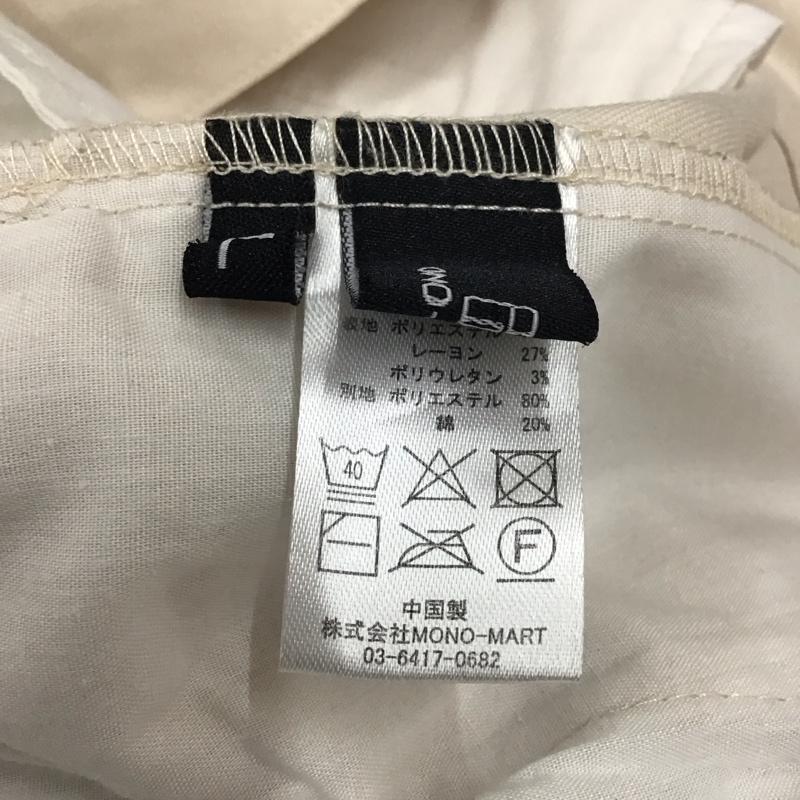 L
表地 ポリエステル
レーヨン 27%
ポリウレタン 3%
別地 ポリエステル 80%
綿 20%
40
F
中国製
株式会社MONO-MART
03-6417-0682